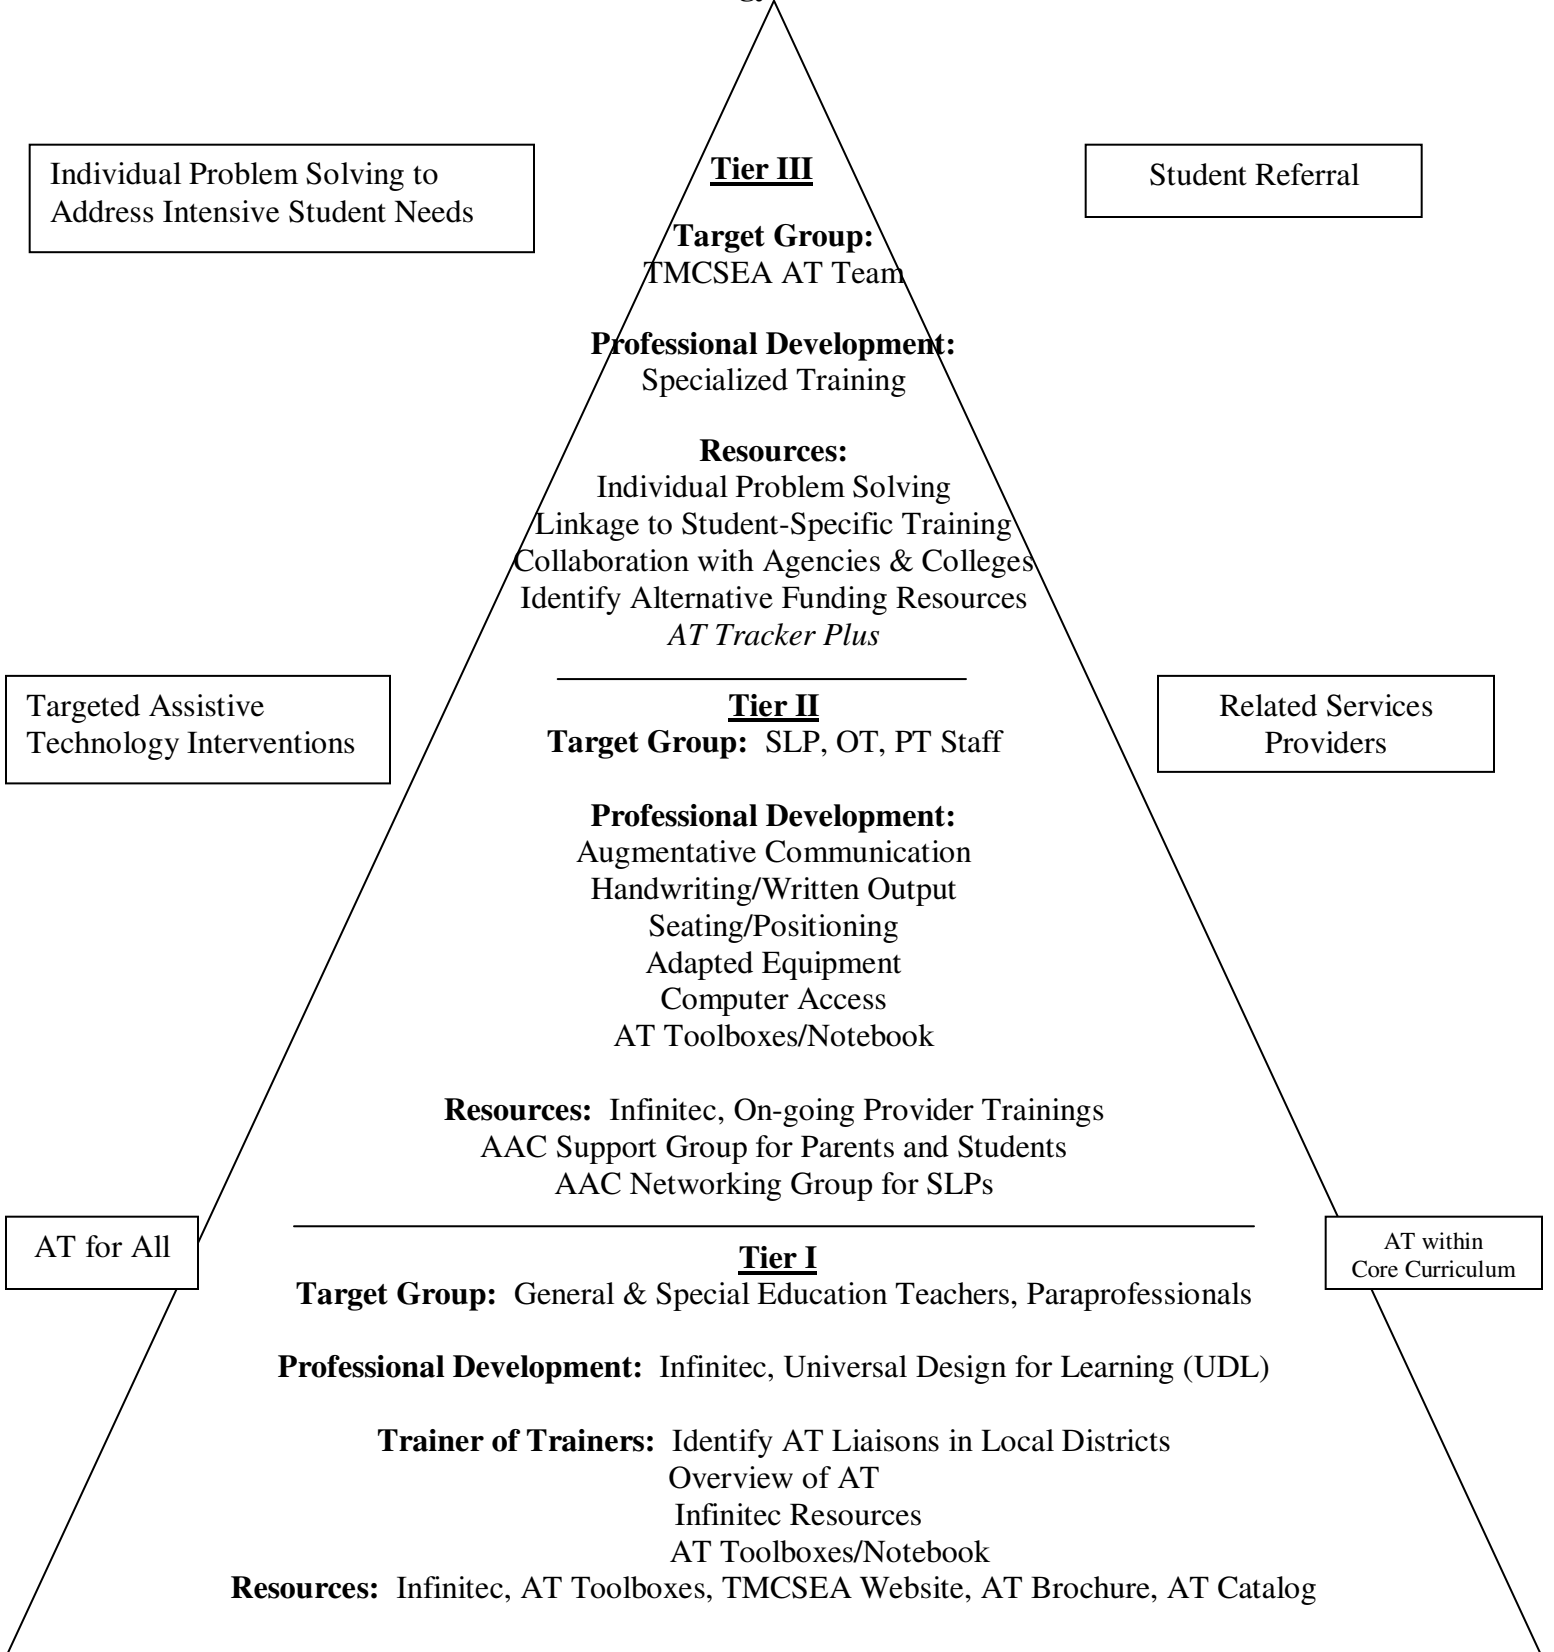 Individual Problem Solving to
Address Intensive Student Needs
Student Referral
Tier III
Target Group:
TMCSEA AT Team
Professional Development:
Specialized Training
Resources:
Individual Problem Solving
Linkage to Student-Specific Training
Collaboration with Agencies & Colleges
Identify Alternative Funding Resources
AT Tracker Plus
Targeted Assistive
Technology Interventions
Related Services
Providers
Tier II
Target Group: SLP, OT, PT Staff
Professional Development:
Augmentative Communication
Handwriting/Written Output
Seating/Positioning
Adapted Equipment
Computer Access
AT Toolboxes/Notebook
Resources: Infinitec, On-going Provider Trainings
AAC Support Group for Parents and Students
AAC Networking Group for SLPs
AT for All
AT within
Core Curriculum
Tier I
Target Group: General & Special Education Teachers, Paraprofessionals
Professional Development: Infinitec, Universal Design for Learning (UDL)
Trainer of Trainers: Identify AT Liaisons in Local Districts
Overview of AT
Infinitec Resources
AT Toolboxes/Notebook
Resources: Infinitec, AT Toolboxes, TMCSEA Website, AT Brochure, AT Catalog